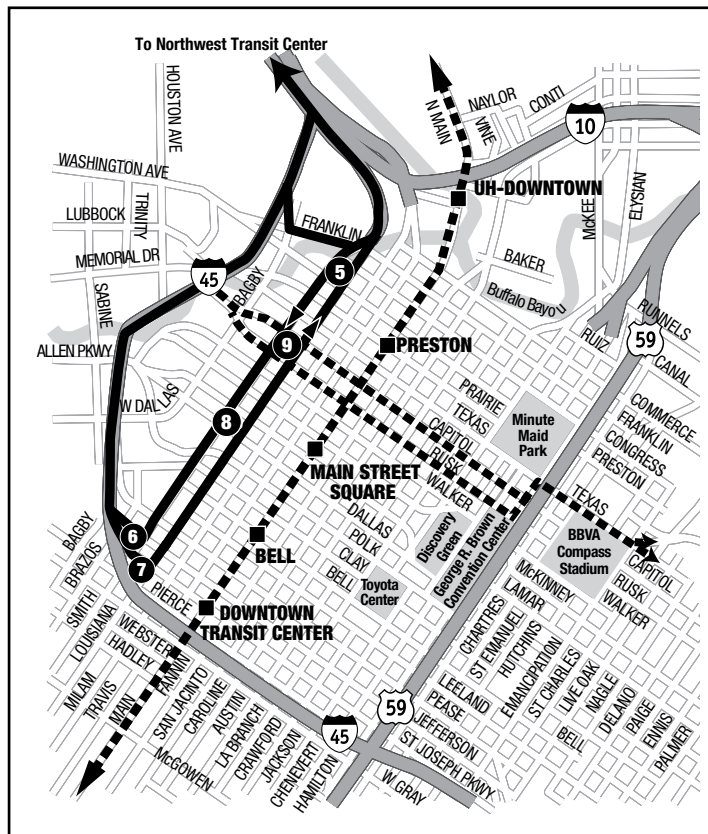 To Northwest Transit Center
HOUSTON AVE
N MAIN
NAYLOR
VINE
CONTI
10
WASHINGTON AVE
UH-DOWNTOWN
McKEE
ELYSIAN
LUBBOCK
TRINITY
FRANKLIN
MEMORIAL DR
BAKER
5
45
BAGBY
SABINE
Buffalo Bayou
RUIZ
RUNNELS
59
ALLEN PKWY
9
PRESTON
CANAL
W DALLAS
PRAIRIE
TEXAS
CAPITOL
RUSK
WALKER
Minute
Maid
Park
COMMERCE
FRANKLIN
CONGRESS
PRESTON
8
MAIN STREET
SQUARE
TEXAS
DALLAS
POLK
CLAY
BELL
Discovery
Green
George R. Brown
Convention Center
BBVA
Compass
Stadium
CAPITOL
RUSK
WALKER
6
BAGBY
BRAZOS
BELL
Toyota
Center
7
PIERCE
McKINNEY
LAMAR
SMITH
LOUISIANA
DOWNTOWN
TRANSIT CENTER
CHARTRES
ST EMANUEL
HUTCHINS
EMANCIPATION
ST CHARLES
LIVE OAK
NAGLE
DELANO
PAIGE
ENNIS
PALMER
WEBSTER
HADLEY
FANNIN
MILAM
TRAVIS
MAIN
SAN JACINTO
CAROLINE
AUSTIN
LA BRANCH
CRAWFORD
JACKSON
CHENEVERT
HAMILTON
59
LEELAND
PEASE
JEFFERSON
ST JOSEPH PKWY
BELL
45
McGOWEN
W GRAY